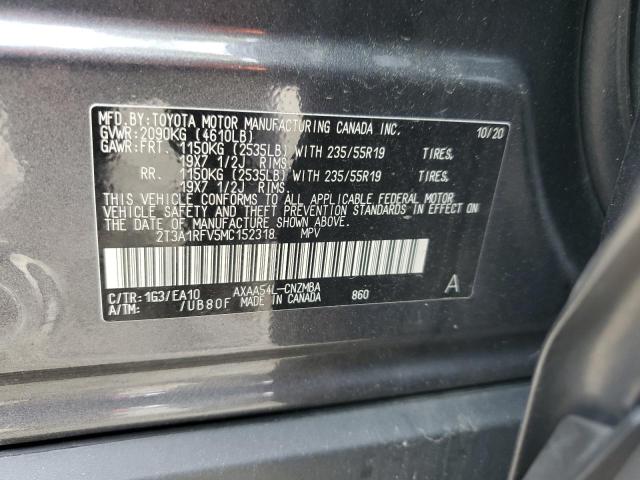 MFD.BY:TOYOTA MOTOR MANUFACTURING CANADA INC. 10/20
GVWR:2090KG (4610LB)
GAWR:FRT. 1150KG (2535LB) WITH 235/55R19 TIRES,
19X7 1/2J RIMS,
RR. 1150KG (2535LB) WITH 235/55R19 TIRES,
19X7 1/2J RIMS
THIS VEHICLE CONFORMS TO ALL APPLICABLE FEDERAL MOTOR
VEHICLE SAFETY AND THEFT PREVENTION STANDARDS IN EFFECT ON
THE DATE OF MANUFACTURE SHOWN ABOVE.
2T3A1RFV5MC152318 MPV
C/TR:1G3/EA10 AXAA54L-CNZMBA 860 A
A/TM: /UB80F MADE IN CANADA